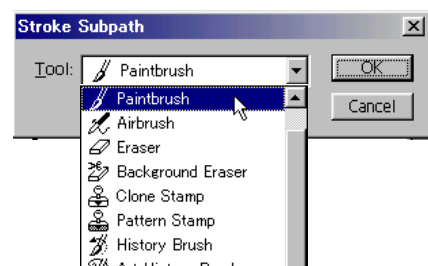 Stroke Subpath
Tool: Paintbrush OK
Paintbrush
Cancel
Airbrush
Eraser
Background Eraser
Clone Stamp
Pattern Stamp
History Brush